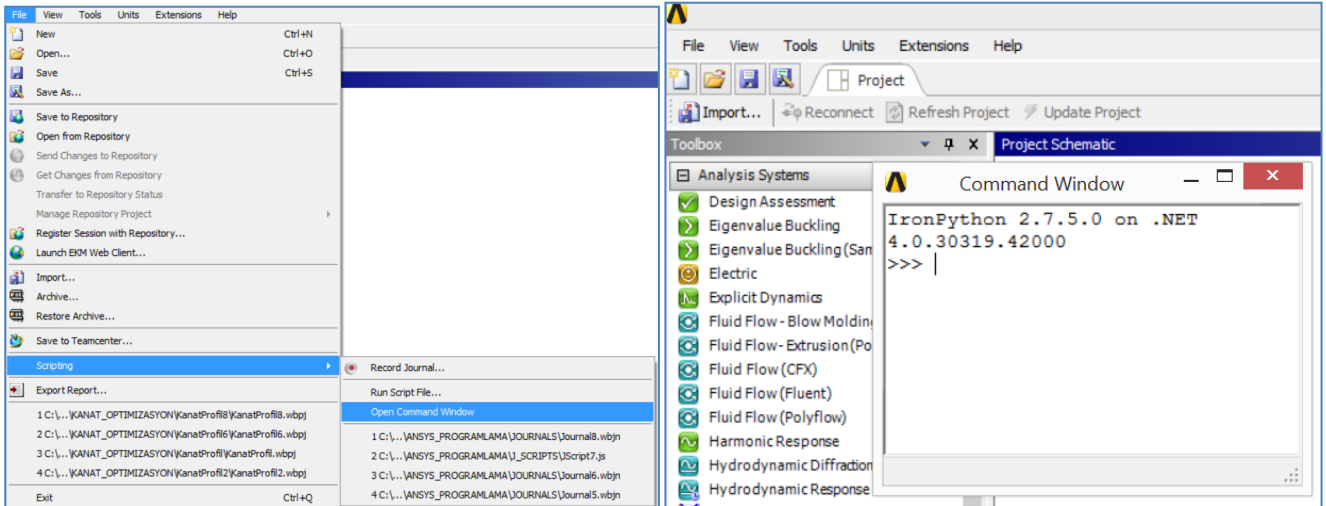 File View Tools Units Extensions Help
New Ctrl+N
Open... Ctrl+O
Save Ctrl+S
Save As...
Save to Repository
Open from Repository
Send Changes to Repository
Get Changes from Repository
Transfer to Repository Status
Manage Repository Project
Register Session with Repository...
Launch EKM Web Client...
Import...
Archive...
Restore Archive...
Save to Teamcenter...
Scripting
Export Report...
1 C:\...\KANAT_OPTIMIZASYON\KanatProfil8\KanatProfil8.wbpj
2 C:\...\KANAT_OPTIMIZASYON\KanatProfil6\KanatProfil6.wbpj
3 C:\...\KANAT_OPTIMIZASYON\KanatProfil\KanatProfil.wbpj
4 C:\...\KANAT_OPTIMIZASYON\KanatProfil2\KanatProfil2.wbpj
Exit Ctrl+Q
Record Journal...
Run Script File...
Open Command Window
1 C:\...\ANSYS_PROGRAMLAMA\JOURNALS\Journal8.wbjn
2 C:\...\ANSYS_PROGRAMLAMA\J_SCRIPTS\JScript7.js
3 C:\...\ANSYS_PROGRAMLAMA\JOURNALS\Journal6.wbjn
4 C:\...\ANSYS_PROGRAMLAMA\JOURNALS\Journal5.wbjn
File View Tools Units Extensions Help
Project
Import... Reconnect Refresh Project Update Project
Toolbox
Project Schematic
Analysis Systems
Design Assessment
Eigenvalue Buckling
Eigenvalue Buckling (Sam
Electric
Explicit Dynamics
Fluid Flow - Blow Molding
Fluid Flow - Extrusion (Po
Fluid Flow (CFX)
Fluid Flow (Fluent)
Fluid Flow (Polyflow)
Harmonic Response
Hydrodynamic Diffraction
Hydrodynamic Response
Command Window
IronPython 2.7.5.0 on .NET
4.0.30319.42000
>>>